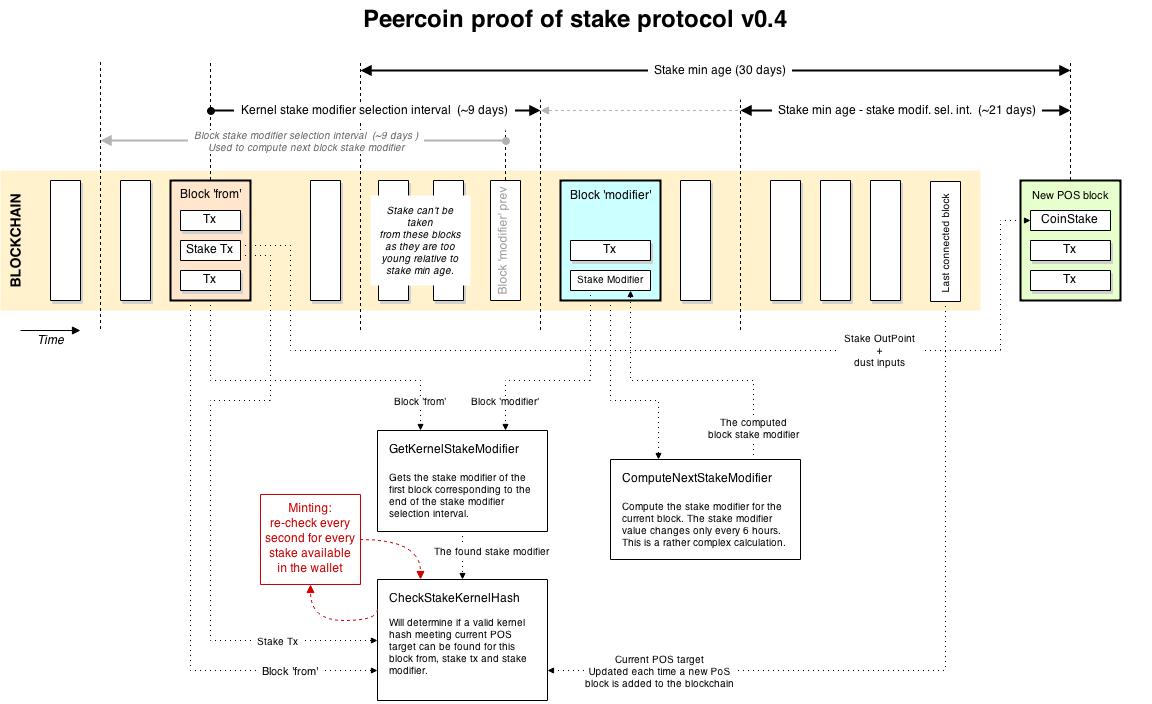 Peercoin proof of stake protocol v0.4
Stake min age (30 days)
Kernel stake modifier selection interval (~9 days)
Stake min age - stake modif. sel. int. (~21 days)
Block stake modifier selection interval (~9 days )
Used to compute next block stake modifier
BLOCKCHAIN
Block 'from'
Tx
Stake Tx
Tx
Stake can't be
taken
from these blocks
as they are too
young relative to
stake min age.
Block 'modifier' prev
Block 'modifier'
Tx
Stake Modifier
Last connected block
New POS block
CoinStake
Tx
Tx
Time
Stake OutPoint
+
dust inputs
Block 'from'
Block 'modifier'
The computed
block stake modifier
GetKernelStakeModifier
Gets the stake modifier of the
first block corresponding to the
end of the stake modifier
selection interval.
ComputeNextStakeModifier
Compute the stake modifier for the
current block. The stake modifier
value changes only every 6 hours.
This is a rather complex calculation.
Minting:
re-check every
second for every
stake available
in the wallet
The found stake modifier
CheckStakeKernelHash
Will determine if a valid kernel
hash meeting current POS
target can be found for this
block from, stake tx and stake
modifier.
Stake Tx
Block 'from'
Current POS target
Updated each time a new PoS
block is added to the blockchain